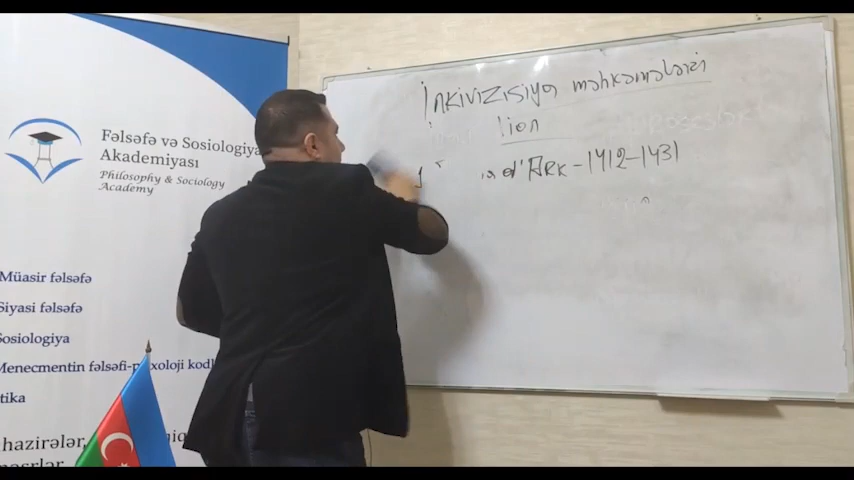 Fəlsəfə və Sosiologiya
Akademiyası
Philosophy & Sociology
Academy
Müasir fəlsəfə
Siyasi fəlsəfə
Sosiologiya
Menecmentin fəlsəfi-p
tika
hazirələr,
İnkivizisiya məhkəmələri
lion
d'Ark-1412-1431